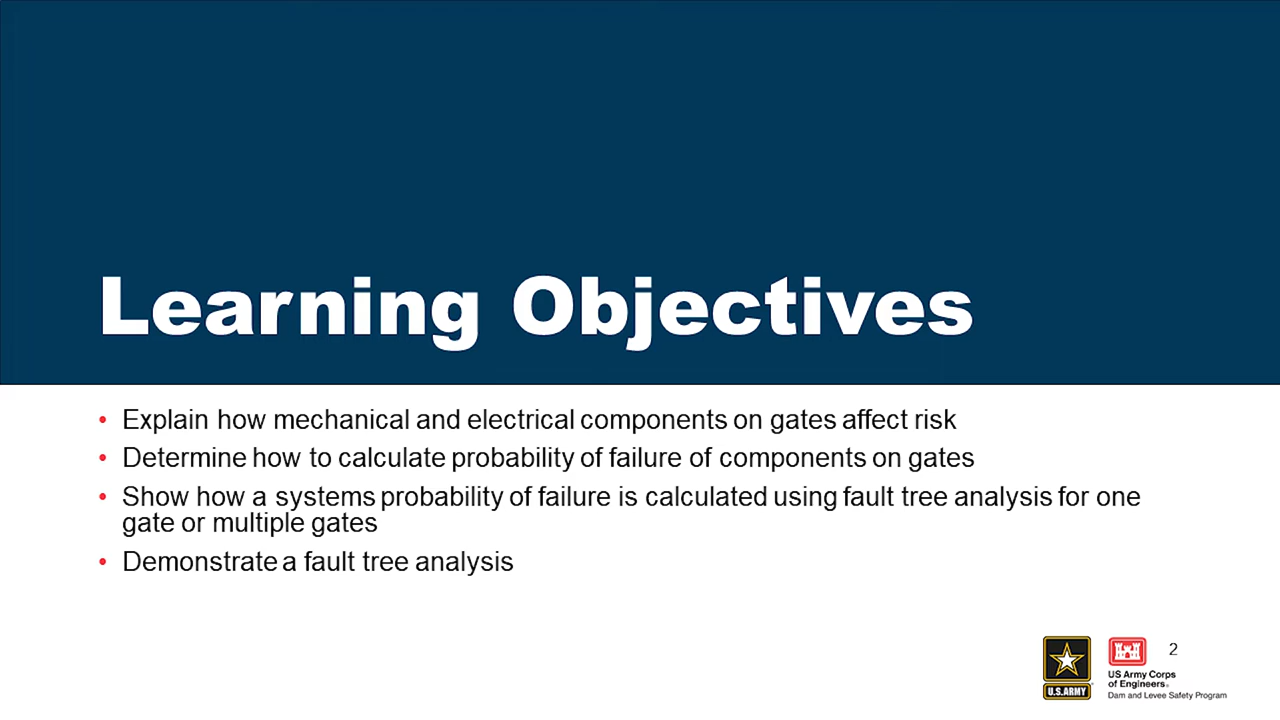 Learning Objectives
• Explain how mechanical and electrical components on gates affect risk
• Determine how to calculate probability of failure of components on gates
• Show how a systems probability of failure is calculated using fault tree analysis for one
gate or multiple gates
• Demonstrate a fault tree analysis
2
U.S. ARMY
US Army Corps
of Engineers®
Dam and Levee Safety Program